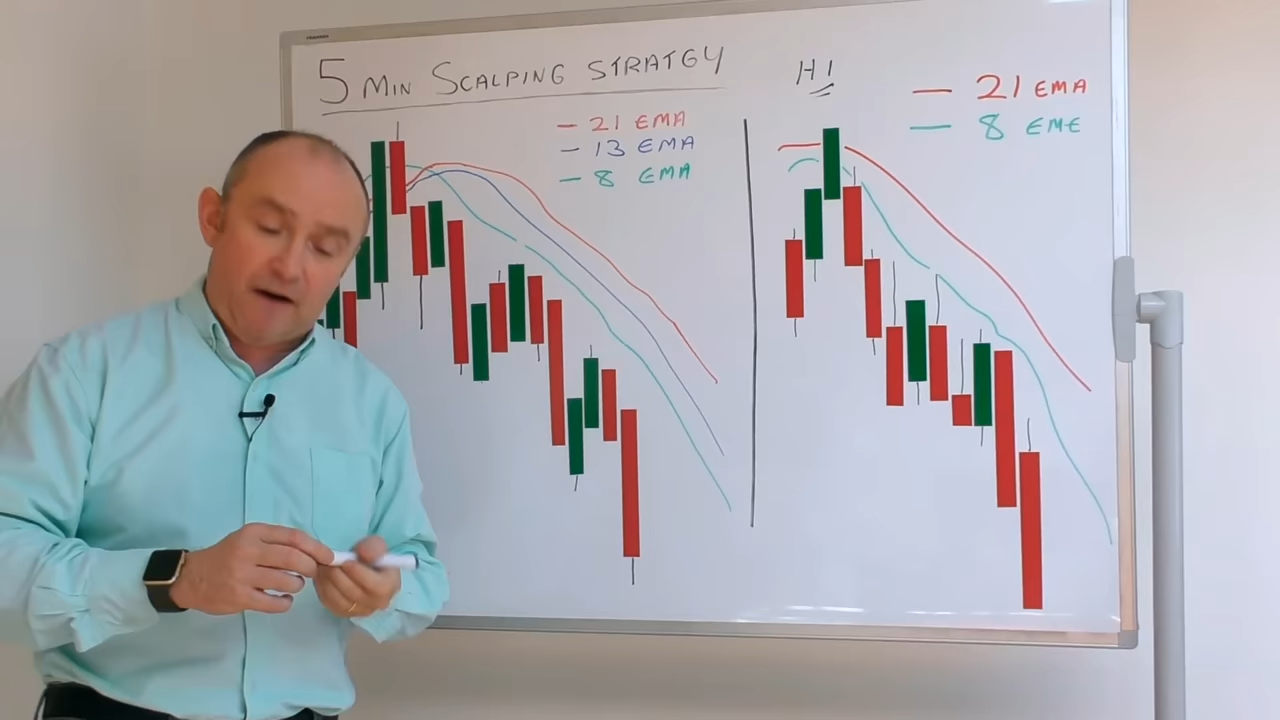 5 MIN SCALPING STRATGY
— 21 EMA
— 13 EMA
— 8 EMA
H1
— 21 EMA
— 8 EME